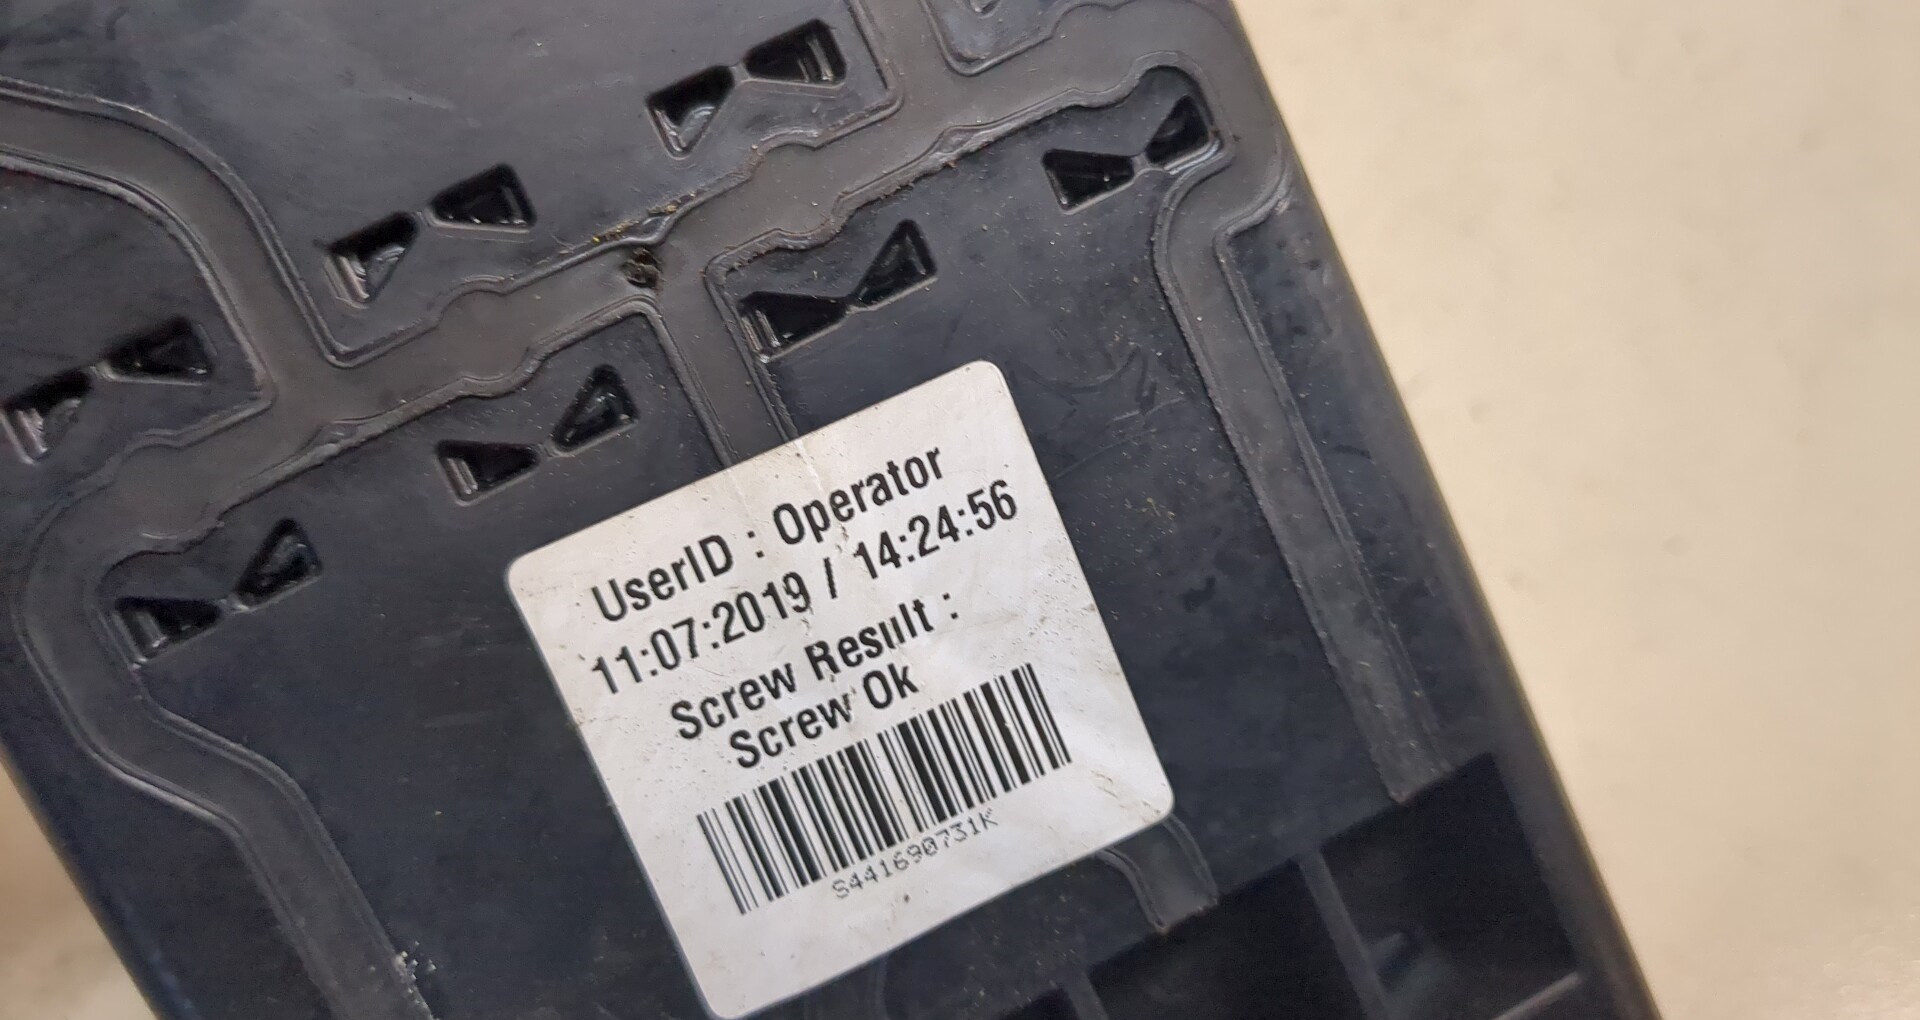 UserID : Operator
11:07:2019 / 14:24:56
Screw Result :
Screw Ok
S441690731K